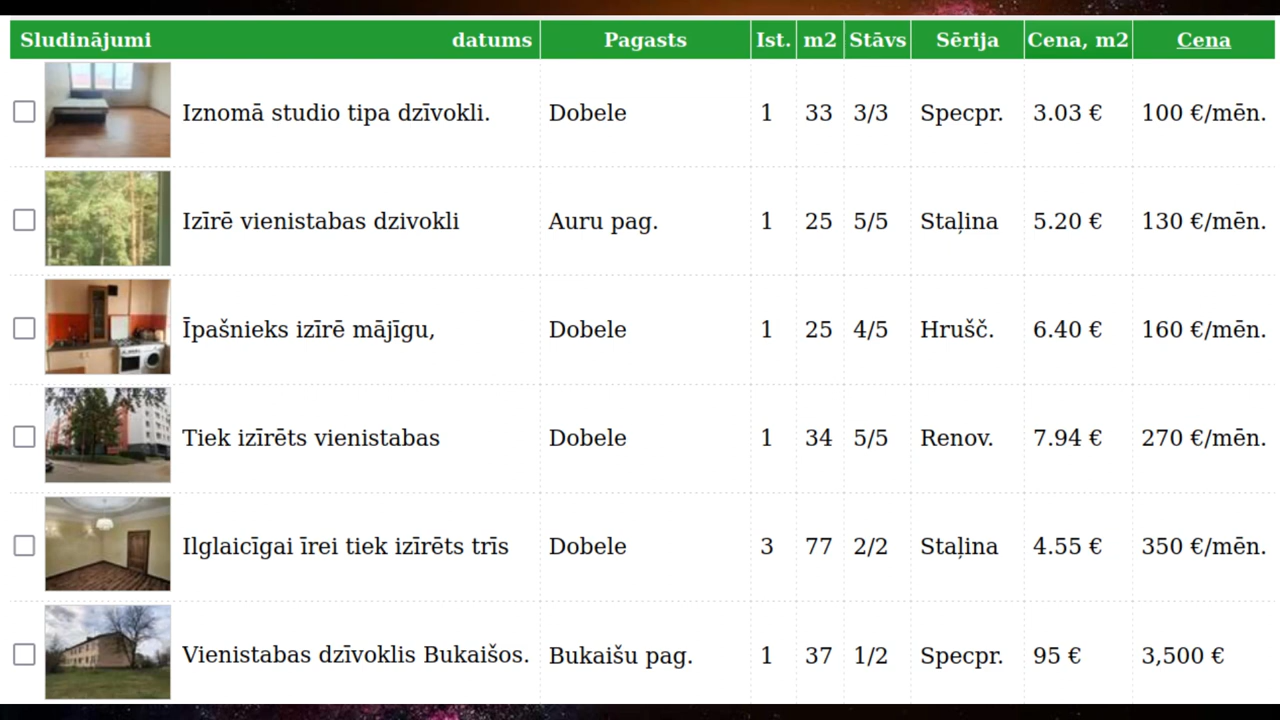 Sludinājumi datums Pagasts Ist. m2 Stāvs Sērija Cena, m2 Cena
Iznomā studio tipa dzīvokli. Dobele 1 33 3/3 Specpr. 3.03 € 100 €/mēn.
Izīrē vienistabas dzivokli Auru pag. 1 25 5/5 Staļina 5.20 € 130 €/mēn.
Īpašnieks izīrē mājīgu, Dobele 1 25 4/5 Hrušč. 6.40 € 160 €/mēn.
Tiek izīrēts vienistabas Dobele 1 34 5/5 Renov. 7.94 € 270 €/mēn.
Ilglaicīgai īrei tiek izīrēts trīs Dobele 3 77 2/2 Staļina 4.55 € 350 €/mēn.
Vienistabas dzīvoklis Bukaišos. Bukaišu pag. 1 37 1/2 Specpr. 95 € 3,500 €